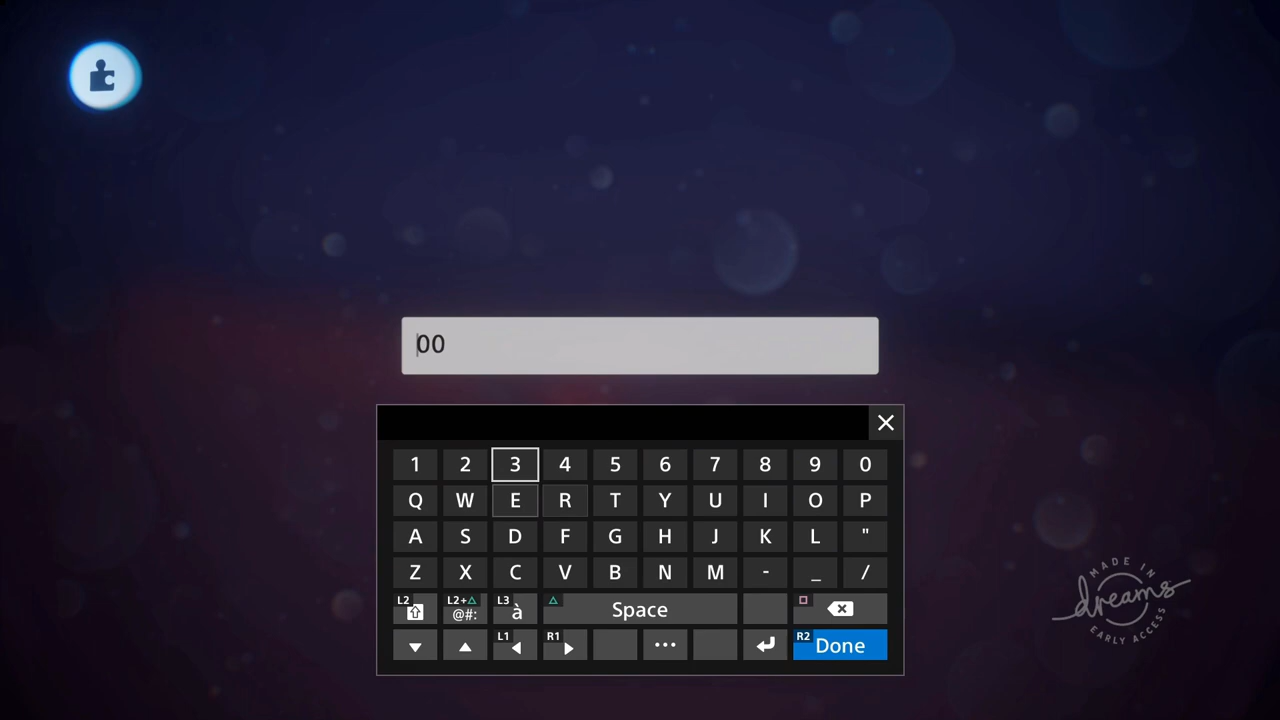 00
1 2 3 4 5 6 7 8 9 0
Q W E R T Y U I O P
A S D F G H J K L "
Z X C V B N M - _ /
L2 L2+△ @#: L3 à △ Space □
L1 R1 ... R2 Done
MADE IN
dreams
EARLY ACCESS